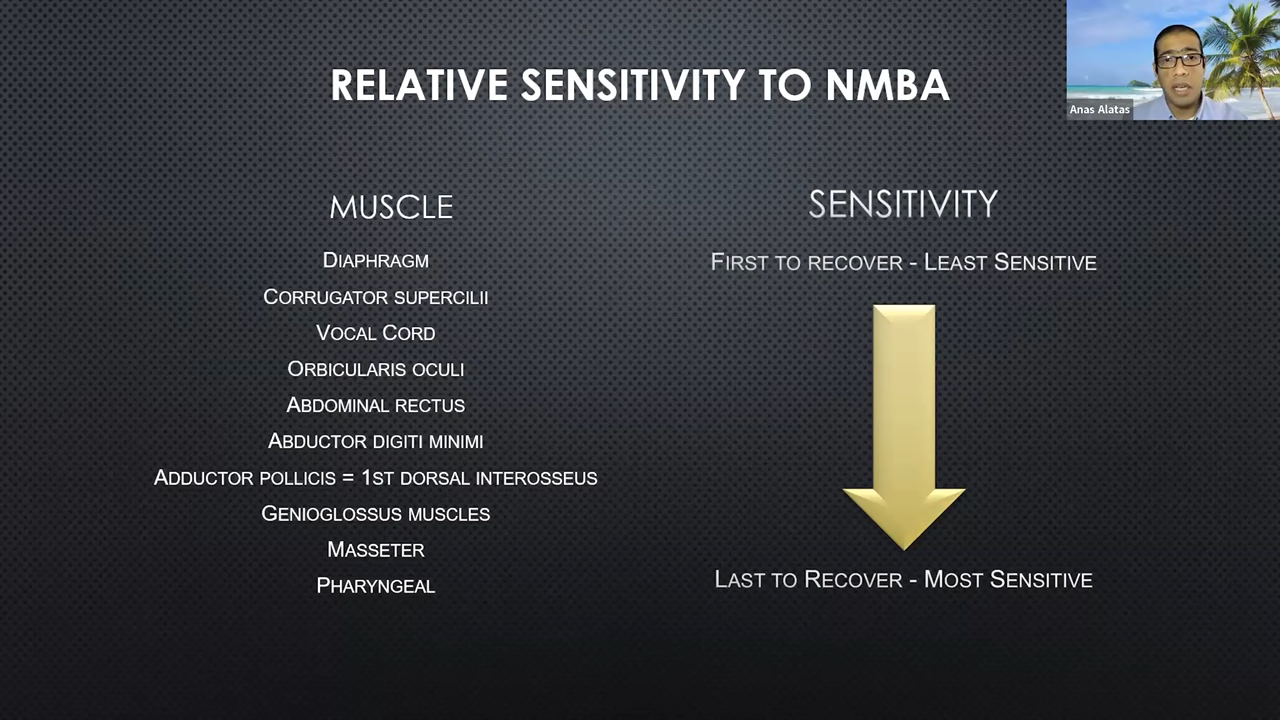 RELATIVE SENSITIVITY TO NMBA
Anas Alatas
MUSCLE
DIAPHRAGM
CORRUGATOR SUPERCILII
VOCAL CORD
ORBICULARIS OCULI
ABDOMINAL RECTUS
ABDUCTOR DIGITI MINIMI
ADDUCTOR POLLICIS = 1ST DORSAL INTEROSSEUS
GENIOGLOSSUS MUSCLES
MASSETER
PHARYNGEAL
SENSITIVITY
FIRST TO RECOVER - LEAST SENSITIVE
LAST TO RECOVER - MOST SENSITIVE